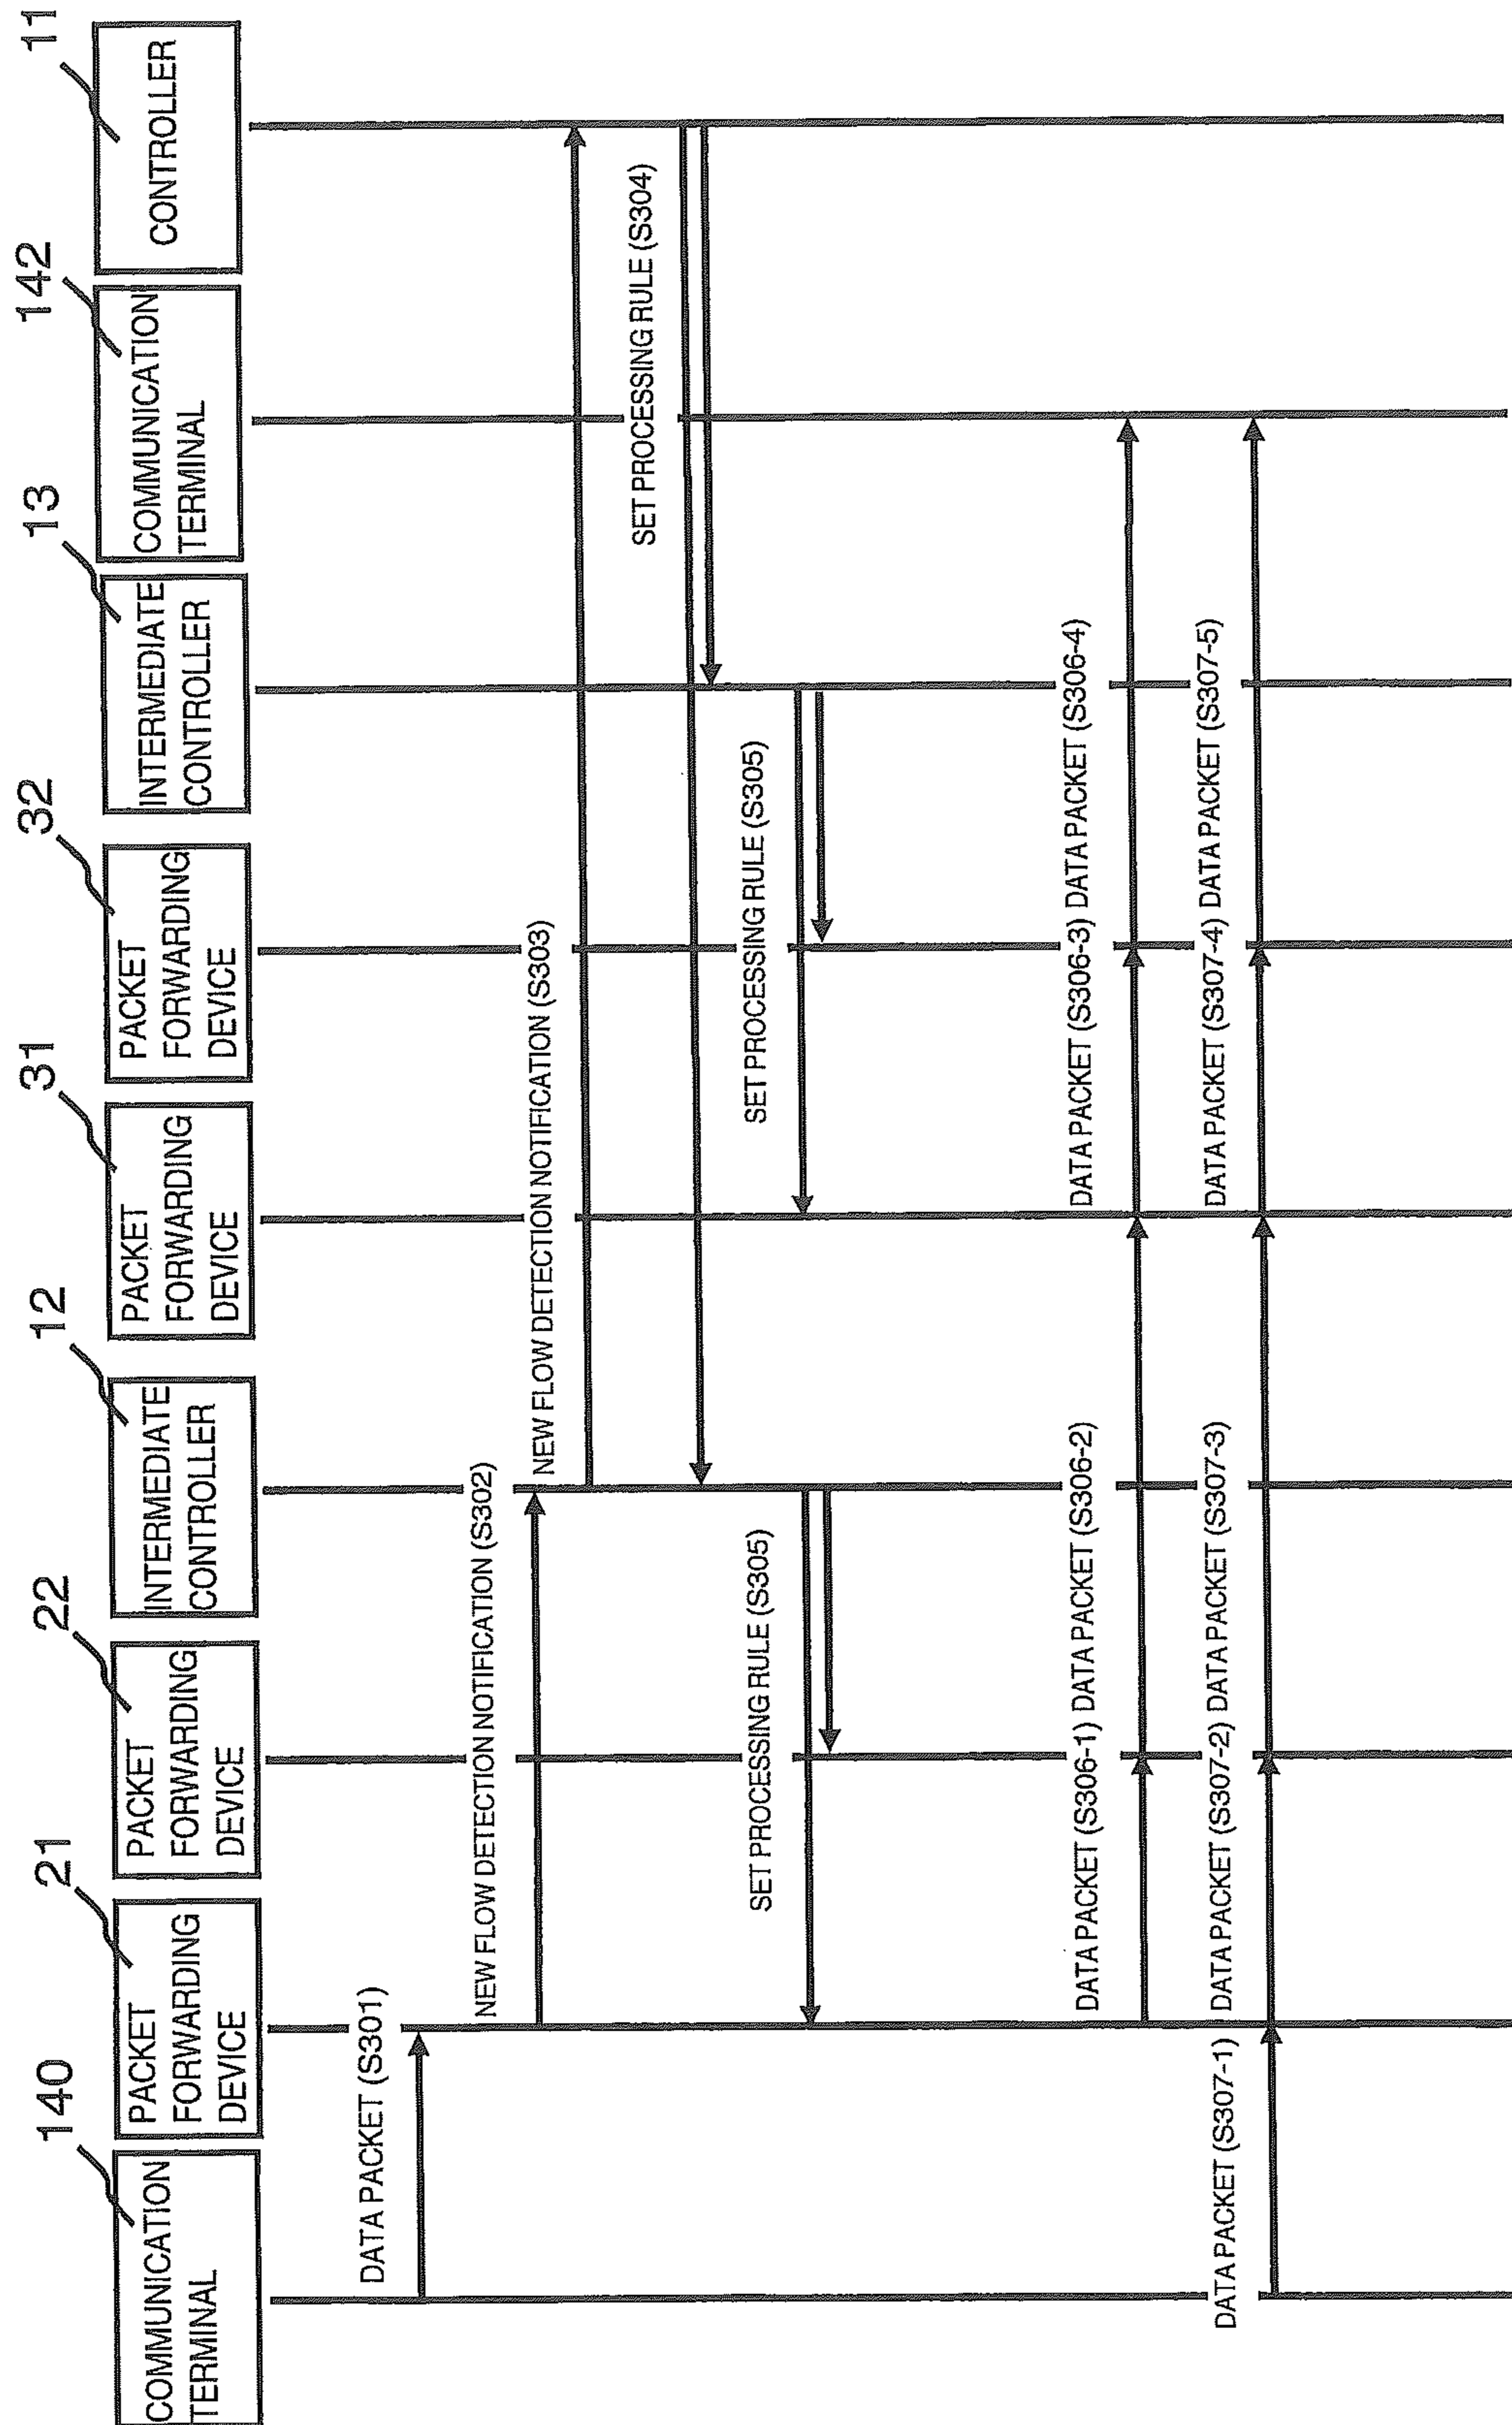 140
COMMUNICATION
TERMINAL
21
PACKET
FORWARDING
DEVICE
22
PACKET
FORWARDING
DEVICE
12
INTERMEDIATE
CONTROLLER
31
PACKET
FORWARDING
DEVICE
32
PACKET
FORWARDING
DEVICE
13
INTERMEDIATE
CONTROLLER
142
COMMUNICATION
TERMINAL
11
CONTROLLER
DATA PACKET (S301)
NEW FLOW DETECTION NOTIFICATION (S302)
NEW FLOW DETECTION NOTIFICATION (S303)
SET PROCESSING RULE (S304)
SET PROCESSING RULE (S305)
SET PROCESSING RULE (S305)
DATA PACKET (S306-1) DATA PACKET (S306-2)
DATA PACKET (S306-3) DATA PACKET (S306-4)
DATA PACKET (S307-1)
DATA PACKET (S307-2) DATA PACKET (S307-3)
DATA PACKET (S307-4) DATA PACKET (S307-5)